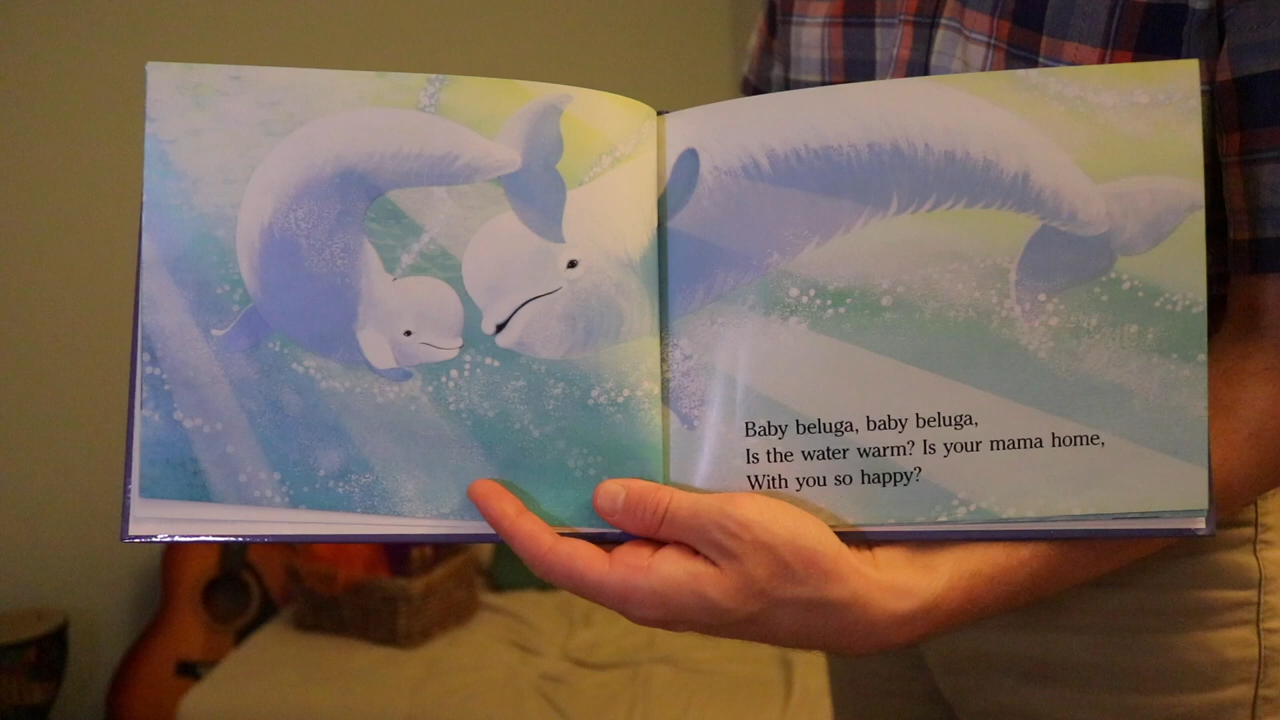 Baby beluga, baby beluga,
Is the water warm? Is your mama home,
With you so happy?